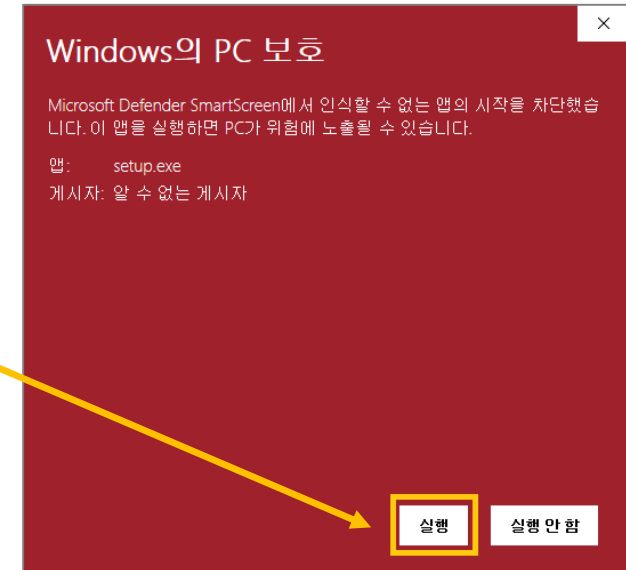 Windows의 PC 보호
Microsoft Defender SmartScreen에서 인식할 수 없는 앱의 시작을 차단했습
니다. 이 앱을 실행하면 PC가 위험에 노출될 수 있습니다.
앱: setup.exe
게시자: 알 수 없는 게시자
실행 실행 안 함